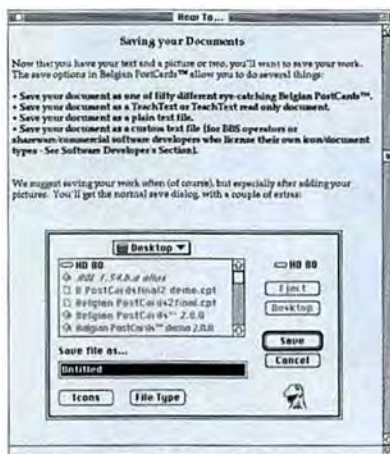 How To...
Saving your Documents
Now that you have your text and a picture or two, you'll want to save your work.
The save options in Belgian PostCards™ allow you to do several things:
• Save your document as one of fifty different eye-catching Belgian PostCards™.
• Save your document as a TeachText or TeachText read only document.
• Save your document as a plain text file.
• Save your document as a custom text file (for BBS operators or
shareware/commercial software developers who license their own icon/document
types - See Software Developer's Section).
We suggest saving your work often (of course), but especially after adding your
pictures. You'll get the normal save dialog, with a couple of extras:
Desktop
HD 80
alias
B PostCardsfinal2 demo.cpt
Belgian PostCards2final.cpt
Belgian PostCards™ 2.0.0
Belgian PostCards™ demo 2.0.0
HD 80
Eject
Desktop
Save
Cancel
Save file as...
Untitled
Icons
File Type